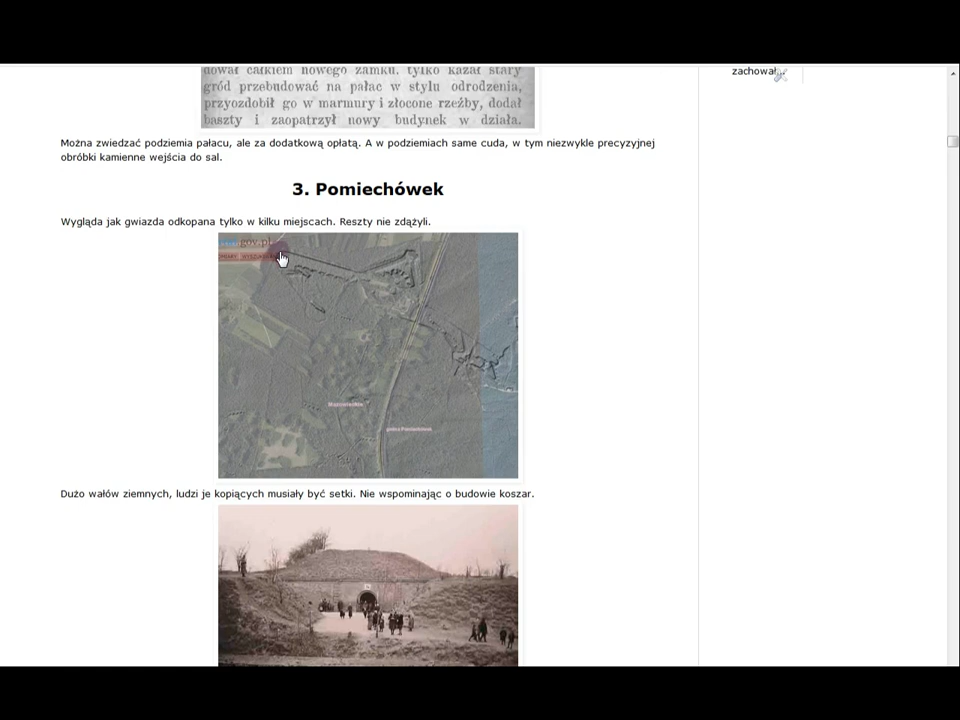 zachował...
dował całkiem nowego zamku. tylko kazał stary
gród przebudować na pałac w stylu odrodzenia,
przyozdobił go w marmury i złocone rzeźby, dodał
baszty i zaopatrzył nowy budynek w działa.
Można zwiedzać podziemia pałacu, ale za dodatkową opłatą. A w podziemiach same cuda, w tym niezwykle precyzyjnej
obróbki kamienne wejścia do sal.
3. Pomiechówek
Wygląda jak gwiazda odkopana tylko w kilku miejscach. Reszty nie zdążyli.
gov.pl
gmina Pomiechówek
Dużo wałów ziemnych, ludzi je kopiących musiały być setki. Nie wspominając o budowie koszar.